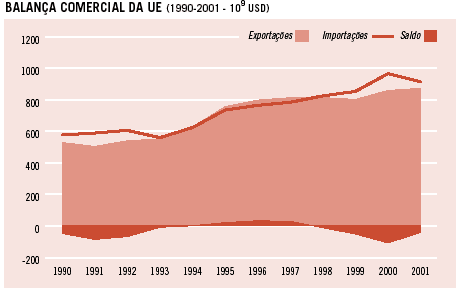 BALANÇA COMERCIAL DA UE (1990-2001 - 10⁹ USD)
Exportações Importações Saldo
1200
1000
800
600
400
200
0
-200
1990 1991 1992 1993 1994 1995 1996 1997 1998 1999 2000 2001